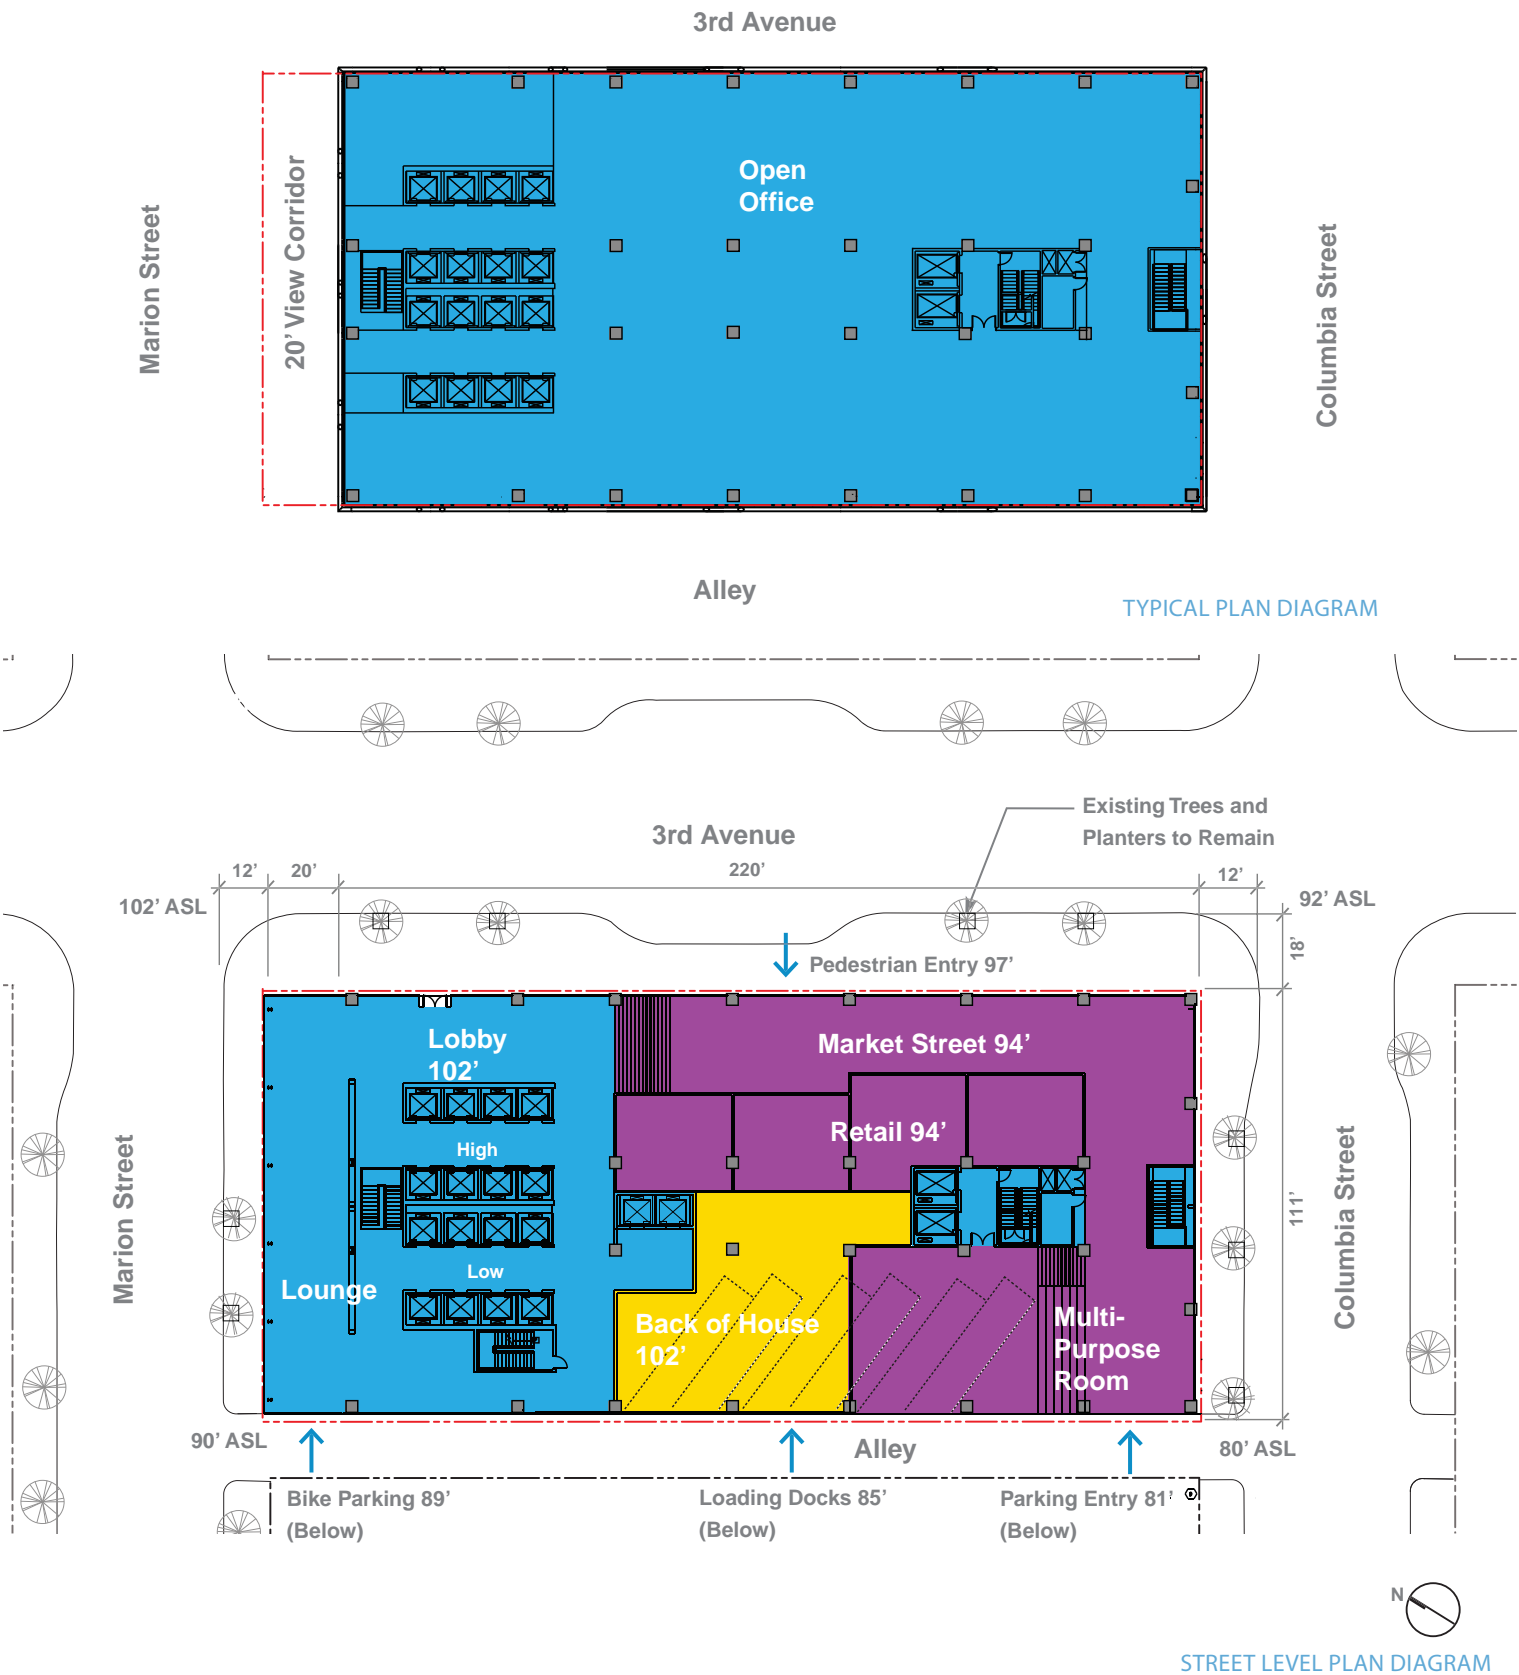 3rd Avenue
Marion Street
20’ View Corridor
Open
Office
Columbia Street
Alley
TYPICAL PLAN DIAGRAM
Existing Trees and
Planters to Remain
3rd Avenue
12’
20’
220’
12’
102’ ASL
92’ ASL
18’
Pedestrian Entry 97’
Lobby
102’
Market Street 94’
Retail 94’
High
111’
Marion Street
Columbia Street
Low
Lounge
Back of House
102’
Multi-
Purpose
Room
90’ ASL
Alley
80’ ASL
Bike Parking 89’
(Below)
Loading Docks 85’
(Below)
Parking Entry 81’
(Below)
N
STREET LEVEL PLAN DIAGRAM